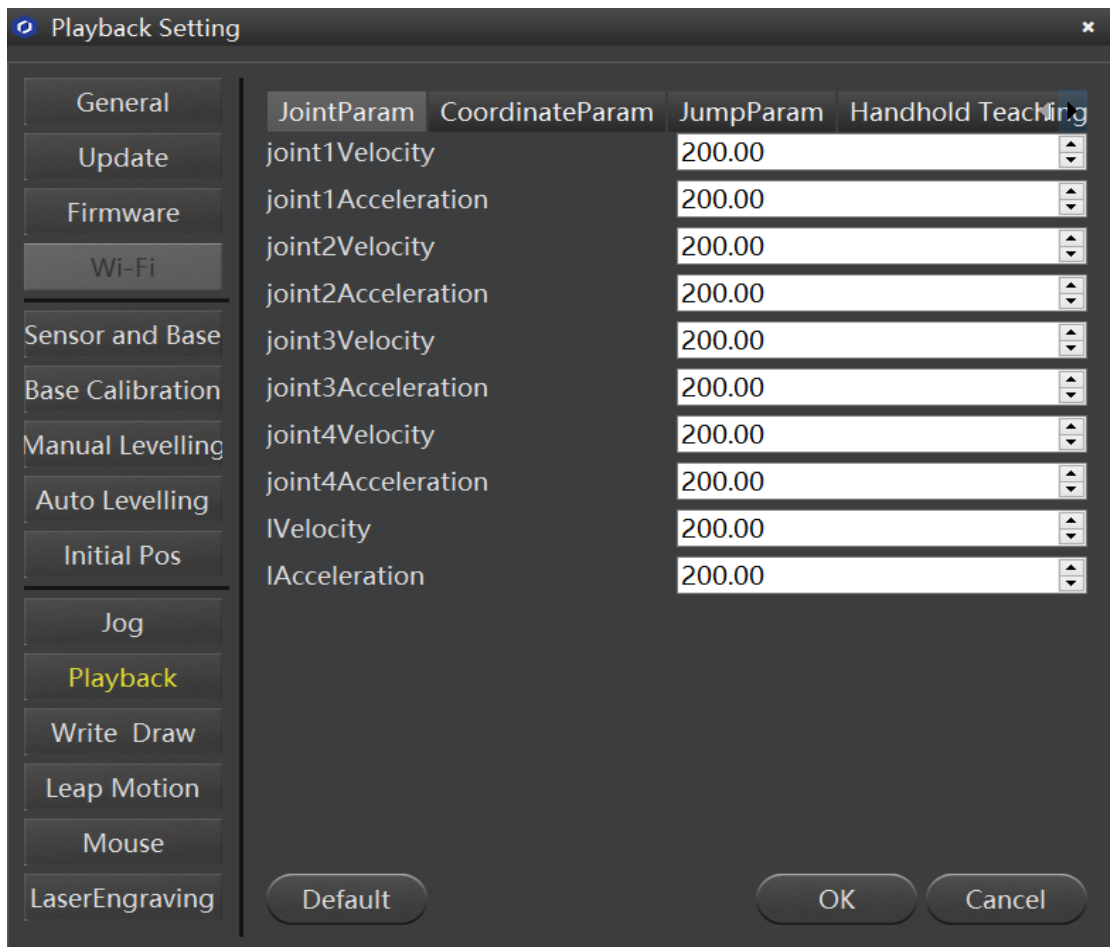 Playback Setting
General
Update
Firmware
Wi-Fi
Sensor and Base
Base Calibration
Manual Levelling
Auto Levelling
Initial Pos
Jog
Playback
Write Draw
Leap Motion
Mouse
LaserEngraving
JointParam CoordinateParam JumpParam Handhold Teaching
joint1Velocity 200.00
joint1Acceleration 200.00
joint2Velocity 200.00
joint2Acceleration 200.00
joint3Velocity 200.00
joint3Acceleration 200.00
joint4Velocity 200.00
joint4Acceleration 200.00
lVelocity 200.00
lAcceleration 200.00
Default OK Cancel